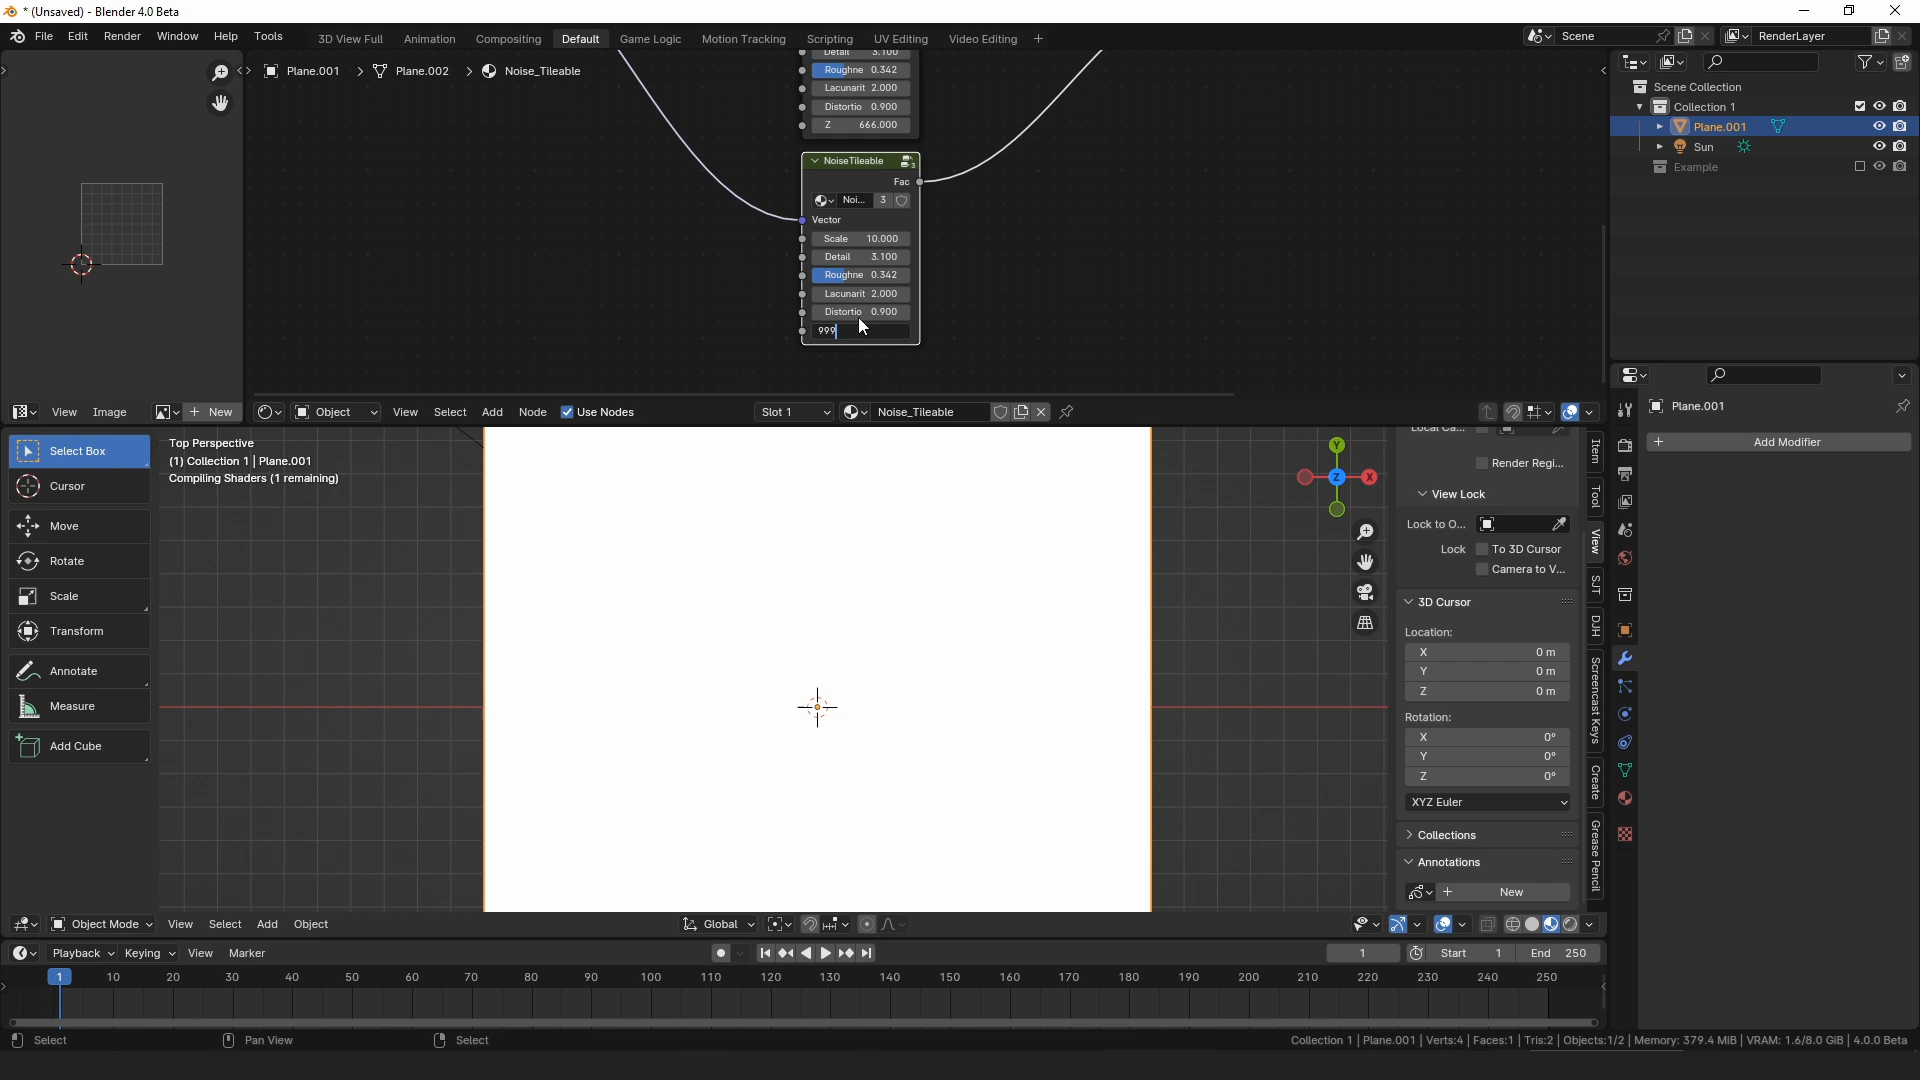 * (Unsaved) - Blender 4.0 Beta
File Edit Render Window Help Tools
3D View Full Animation Compositing Default Game Logic Motion Tracking Scripting UV Editing Video Editing
Scene
RenderLayer
Plane.001 > Plane.002 > Noise_Tileable
Detail 3.100
Roughne 0.342
Lacunarit 2.000
Distortio 0.900
Z 666.000
NoiseTileable
3
Fac
Noi... 3
Vector
Scale 10.000
Detail 3.100
Roughne 0.342
Lacunarit 2.000
Distortio 0.900
999
Scene Collection
Collection 1
Plane.001
Sun
Example
View Image New
Object View Select Add Node Use Nodes Slot 1 Noise_Tileable
Plane.001
Add Modifier
Select Box
Cursor
Move
Rotate
Scale
Transform
Annotate
Measure
Add Cube
Top Perspective
(1) Collection 1 | Plane.001
Compiling Shaders (1 remaining)
Y
Z
X
Local Ca...
Render Regi...
View Lock
Lock to O...
Lock To 3D Cursor
Camera to V...
3D Cursor
Location:
X 0 m
Y 0 m
Z 0 m
Rotation:
X 0°
Y 0°
Z 0°
XYZ Euler
Collections
Annotations
New
Item
Tool
View
SJT
DJH
Screencast Keys
Create
Grease Pencil
Object Mode View Select Add Object Global
Playback Keying View Marker 1 Start 1 End 250
1 10 20 30 40 50 60 70 80 90 100 110 120 130 140 150 160 170 180 190 200 210 220 230 240 250
Select Pan View Select
Collection 1 | Plane.001 | Verts:4 | Faces:1 | Tris:2 | Objects:1/2 | Memory: 379.4 MiB | VRAM: 1.6/8.0 GiB | 4.0.0 Beta